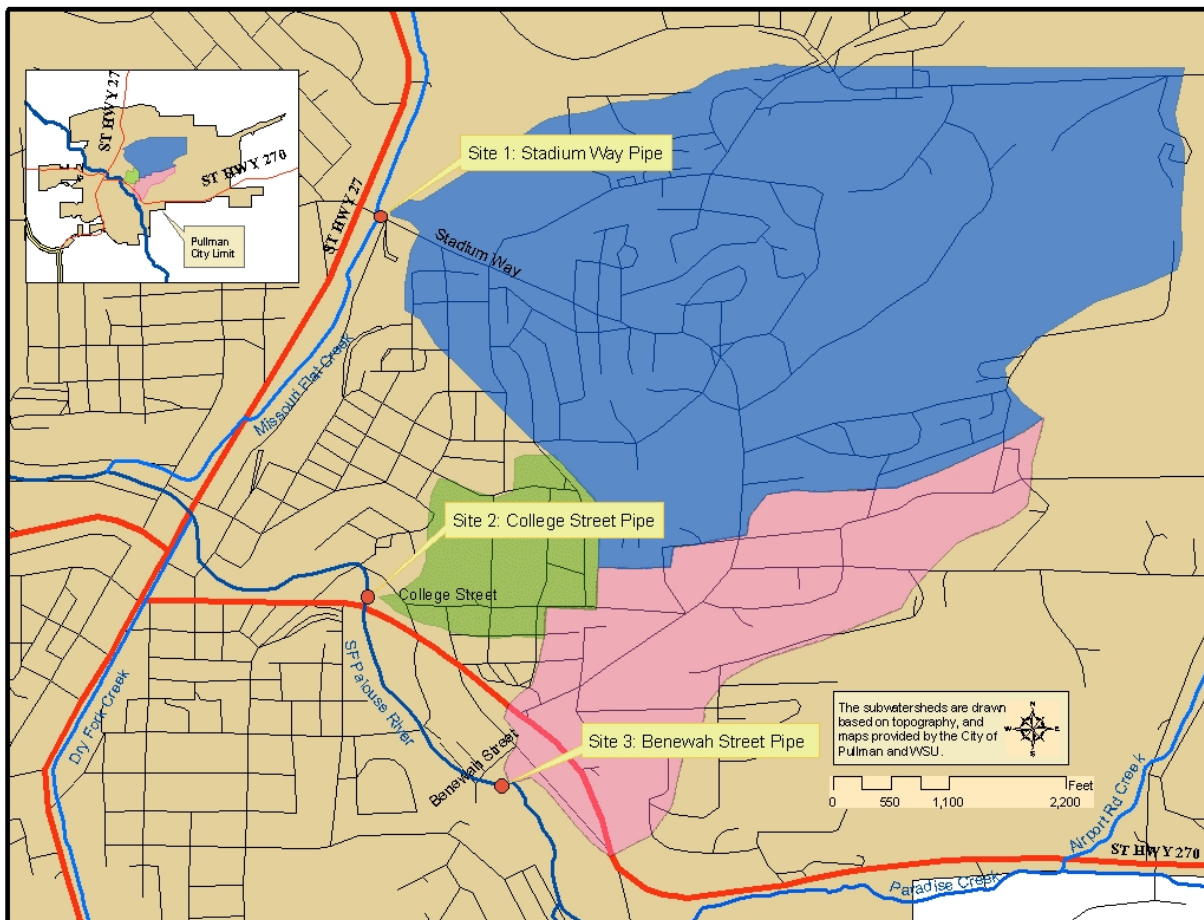 ST HWY 27
ST HWY 270
Pullman
City Limit
ST HWY 27
Site 1: Stadium Way Pipe
Stadium Way
Missouri Flat Creek
Site 2: College Street Pipe
College Street
SF Palouse River
Dry Fork Creek
Benewah Street
Site 3: Benewah Street Pipe
The subwatersheds are drawn
based on topography, and
maps provided by the City of
Pullman and WSU.
N
W E
S
Feet
0 550 1,100 2,200
Airport Rd Creek
ST HWY 270
Paradise Creek